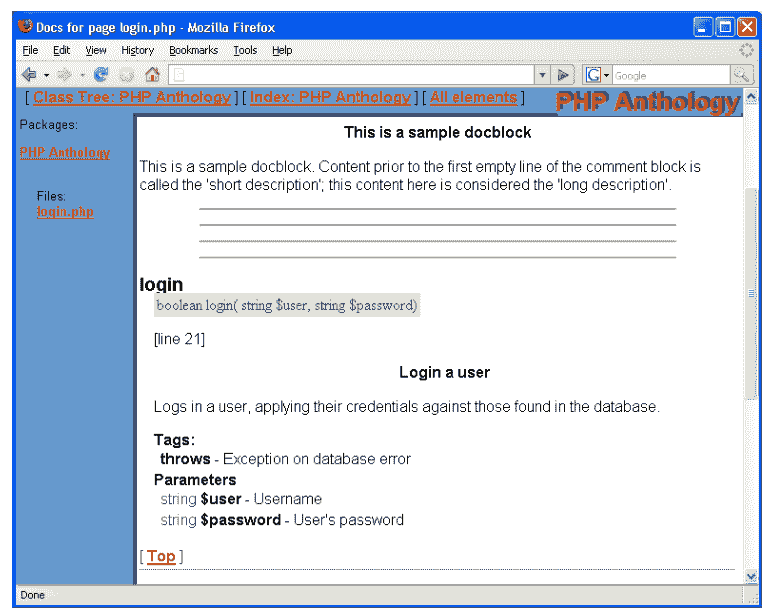 Docs for page login.php - Mozilla Firefox
File Edit View History Bookmarks Tools Help
G Google
[ Class Tree: PHP Anthology ] [ Index: PHP Anthology ] [ All elements ] PHP Anthology
Packages:
PHP Anthology
Files:
login.php
This is a sample docblock
This is a sample docblock. Content prior to the first empty line of the comment block is
called the 'short description'; this content here is considered the 'long description'.
login
boolean login( string $user, string $password)
[line 21]
Login a user
Logs in a user, applying their credentials against those found in the database.
Tags:
throws - Exception on database error
Parameters
string $user - Username
string $password - User's password
[ Top ]
Done